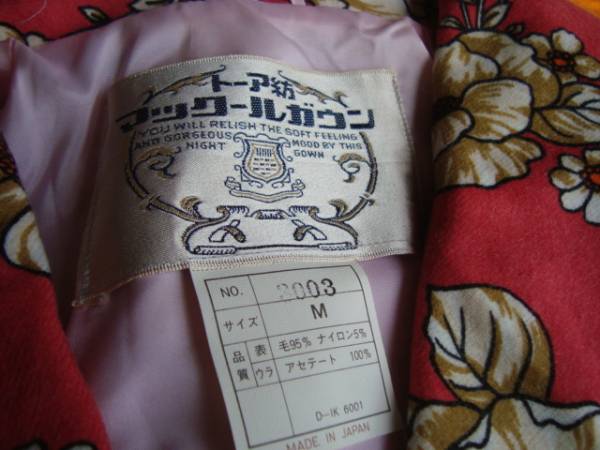 トーア紡
マックールガウン
YOU WILL RELISH THE SOFT FEELING
AND GORGEOUS MOOD BY THIS
NIGHT GOWN
NO. 3003
サイズ M
品質 表 毛95% ナイロン5%
ウラ アセテート 100%
D-IK 6001
MADE IN JAPAN